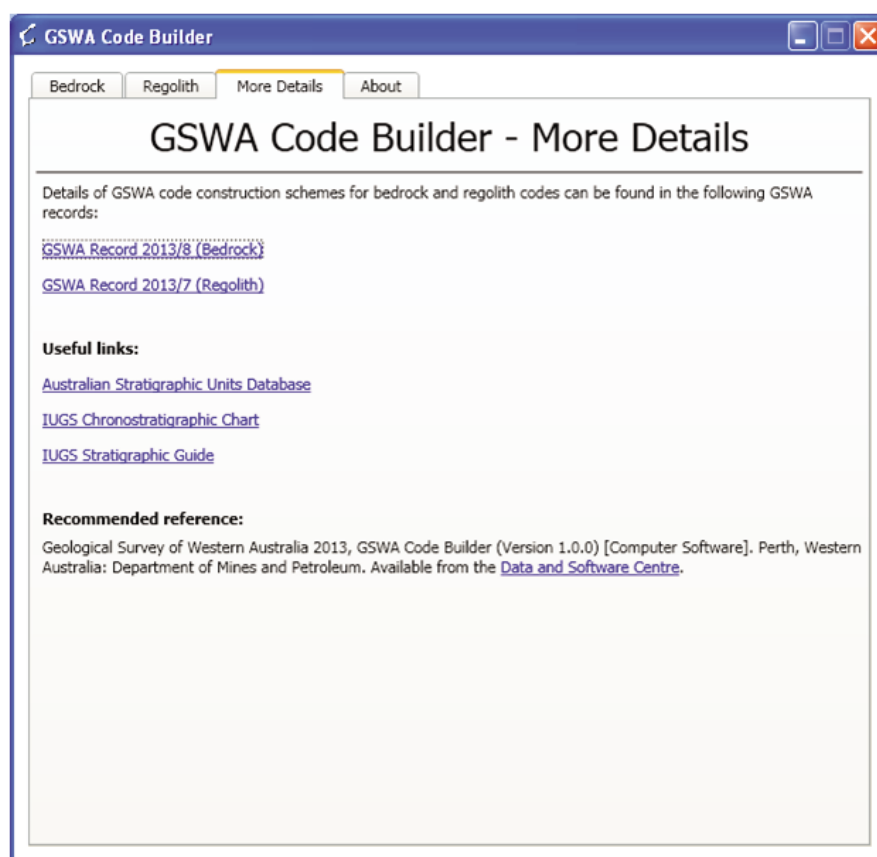 GSWA Code Builder
Bedrock Regolith More Details About
GSWA Code Builder - More Details
Details of GSWA code construction schemes for bedrock and regolith codes can be found in the following GSWA
records:
GSWA Record 2013/8 (Bedrock)
GSWA Record 2013/7 (Regolith)
Useful links:
Australian Stratigraphic Units Database
IUGS Chronostratigraphic Chart
IUGS Stratigraphic Guide
Recommended reference:
Geological Survey of Western Australia 2013, GSWA Code Builder (Version 1.0.0) [Computer Software]. Perth, Western
Australia: Department of Mines and Petroleum. Available from the Data and Software Centre.